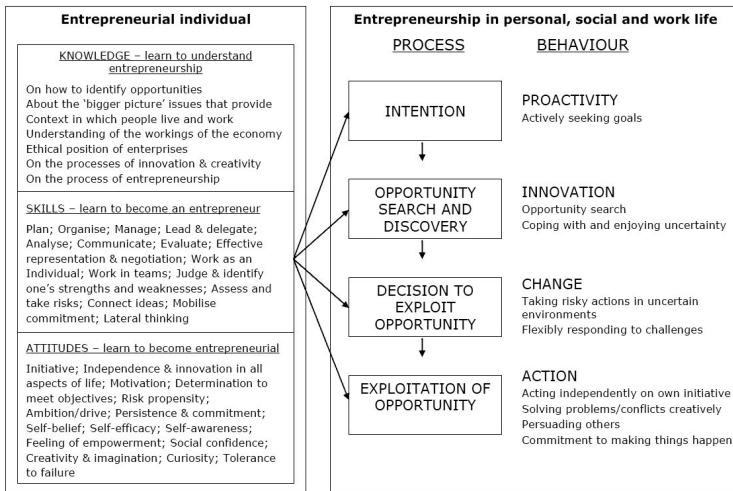 Entrepreneurial individual
KNOWLEDGE – learn to understand
entrepreneurship
On how to identify opportunities
About the ‘bigger picture’ issues that provide
Context in which people live and work
Understanding of the workings of the economy
Ethical position of enterprises
On the processes of innovation & creativity
On the process of entrepreneurship
SKILLS – learn to become an entrepreneur
Plan; Organise; Manage; Lead & delegate;
Analyse; Communicate; Evaluate; Effective
representation & negotiation; Work as an
Individual; Work in teams; Judge & identify
one’s strengths and weaknesses; Assess and
take risks; Connect ideas; Mobilise
commitment; Lateral thinking
ATTITUDES – learn to become entrepreneurial
Initiative; Independence & innovation in all
aspects of life; Motivation; Determination to
meet objectives; Risk propensity;
Ambition/drive; Persistence & commitment;
Self-belief; Self-efficacy; Self-awareness;
Feeling of empowerment; Social confidence;
Creativity & imagination; Curiosity; Tolerance
to failure
Entrepreneurship in personal, social and work life
PROCESS
BEHAVIOUR
INTENTION
PROACTIVITY
Actively seeking goals
OPPORTUNITY
SEARCH AND
DISCOVERY
INNOVATION
Opportunity search
Coping with and enjoying uncertainty
DECISION TO
EXPLOIT
OPPORTUNITY
CHANGE
Taking risky actions in uncertain
environments
Flexibly responding to challenges
EXPLOITATION OF
OPPORTUNITY
ACTION
Acting independently on own initiative
Solving problems/conflicts creatively
Persuading others
Commitment to making things happen